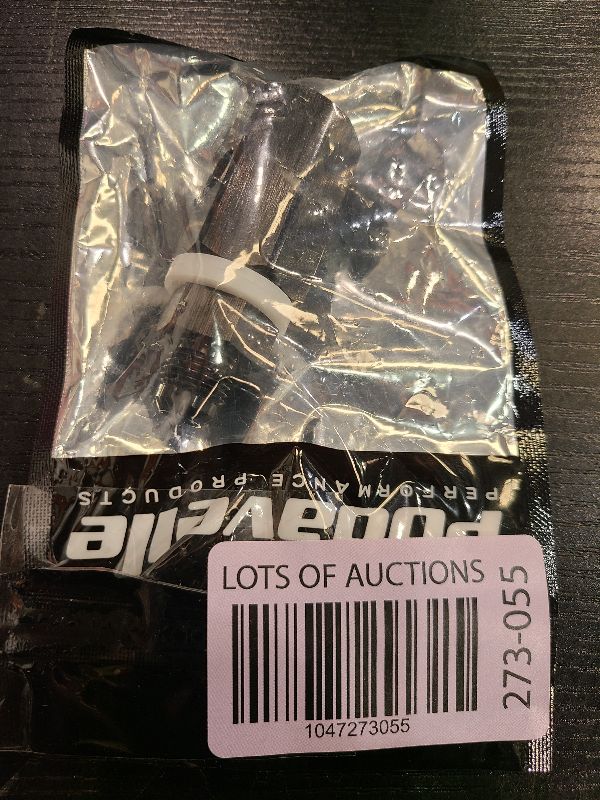 PERFORMANCE PRODUCTS
LOTS OF AUCTIONS
1047273055
273-055